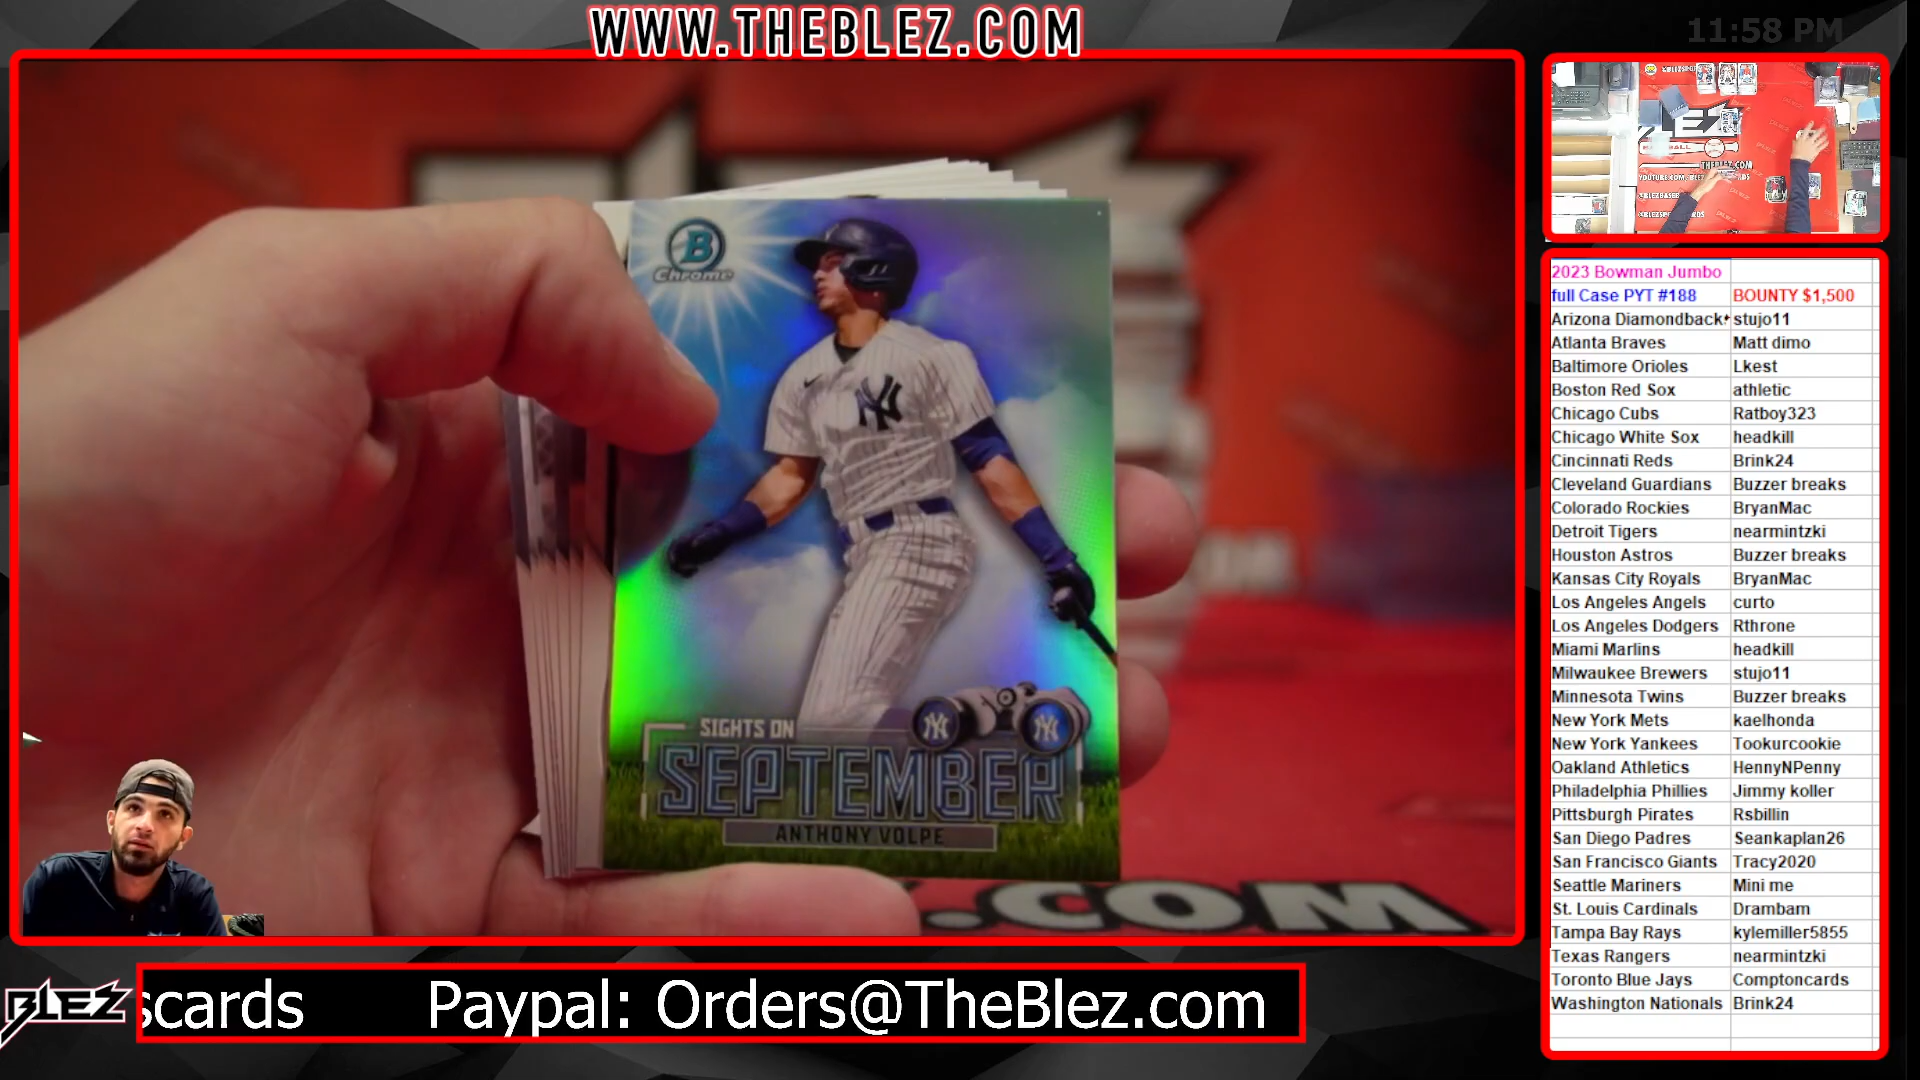 WWW.THEBLEZ.COM
11:58 PM
B
Chrome
NY
SIGHTS ON
NY NY
SEPTEMBER
ANTHONY VOLPE
.COM
BLEZ
scards Paypal: Orders@TheBlez.com
2023 Bowman Jumbo
full Case PYT #188 BOUNTY $1,500
Arizona Diamondback stujo11
Atlanta Braves Matt dimo
Baltimore Orioles Lkest
Boston Red Sox athletic
Chicago Cubs Ratboy323
Chicago White Sox headkill
Cincinnati Reds Brink24
Cleveland Guardians Buzzer breaks
Colorado Rockies BryanMac
Detroit Tigers nearmintzki
Houston Astros Buzzer breaks
Kansas City Royals BryanMac
Los Angeles Angels curto
Los Angeles Dodgers Rthrone
Miami Marlins headkill
Milwaukee Brewers stujo11
Minnesota Twins Buzzer breaks
New York Mets kaelhonda
New York Yankees Tookurcookie
Oakland Athletics HennyNPenny
Philadelphia Phillies Jimmy koller
Pittsburgh Pirates Rsbillin
San Diego Padres Seankaplan26
San Francisco Giants Tracy2020
Seattle Mariners Mini me
St. Louis Cardinals Drambam
Tampa Bay Rays kylemiller5855
Texas Rangers nearmintzki
Toronto Blue Jays Comptoncards
Washington Nationals Brink24